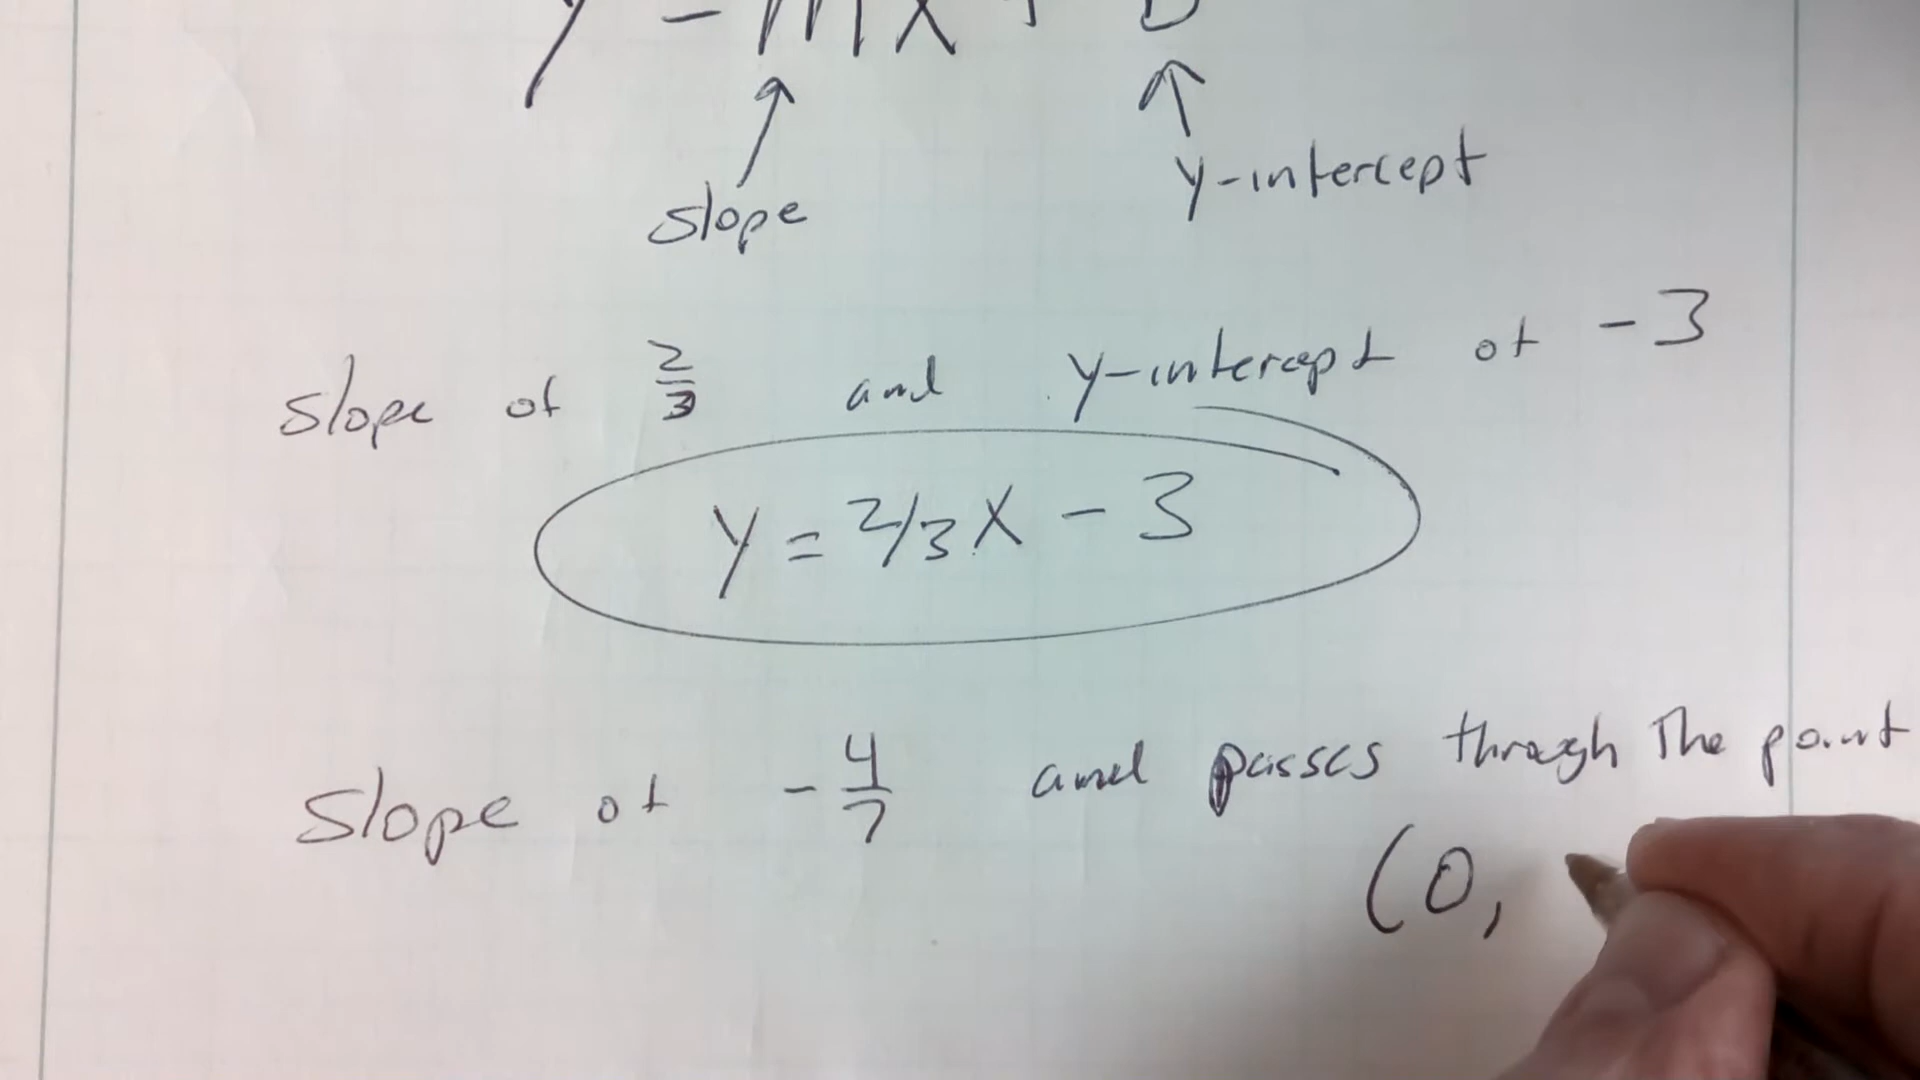 y = mx + b
slope
y-intercept
slope of 2/3 and y-intercept of -3
y = 2/3x - 3
slope of -4/7 and passes through the point
(0,